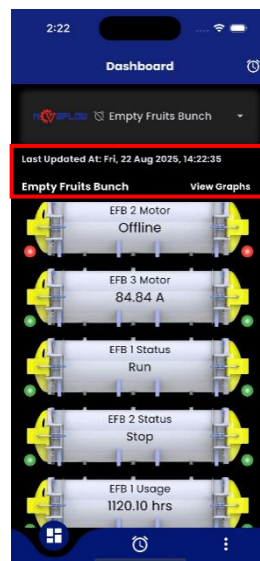 2:22
Dashboard
Empty Fruits Bunch
Last Updated At: Fri, 22 Aug 2025, 14:22:35
Empty Fruits Bunch View Graphs
EFB 2 Motor
Offline
EFB 3 Motor
84.84 A
EFB 1 Status
Run
EFB 2 Status
Stop
EFB 1 Usage
1120.10 hrs